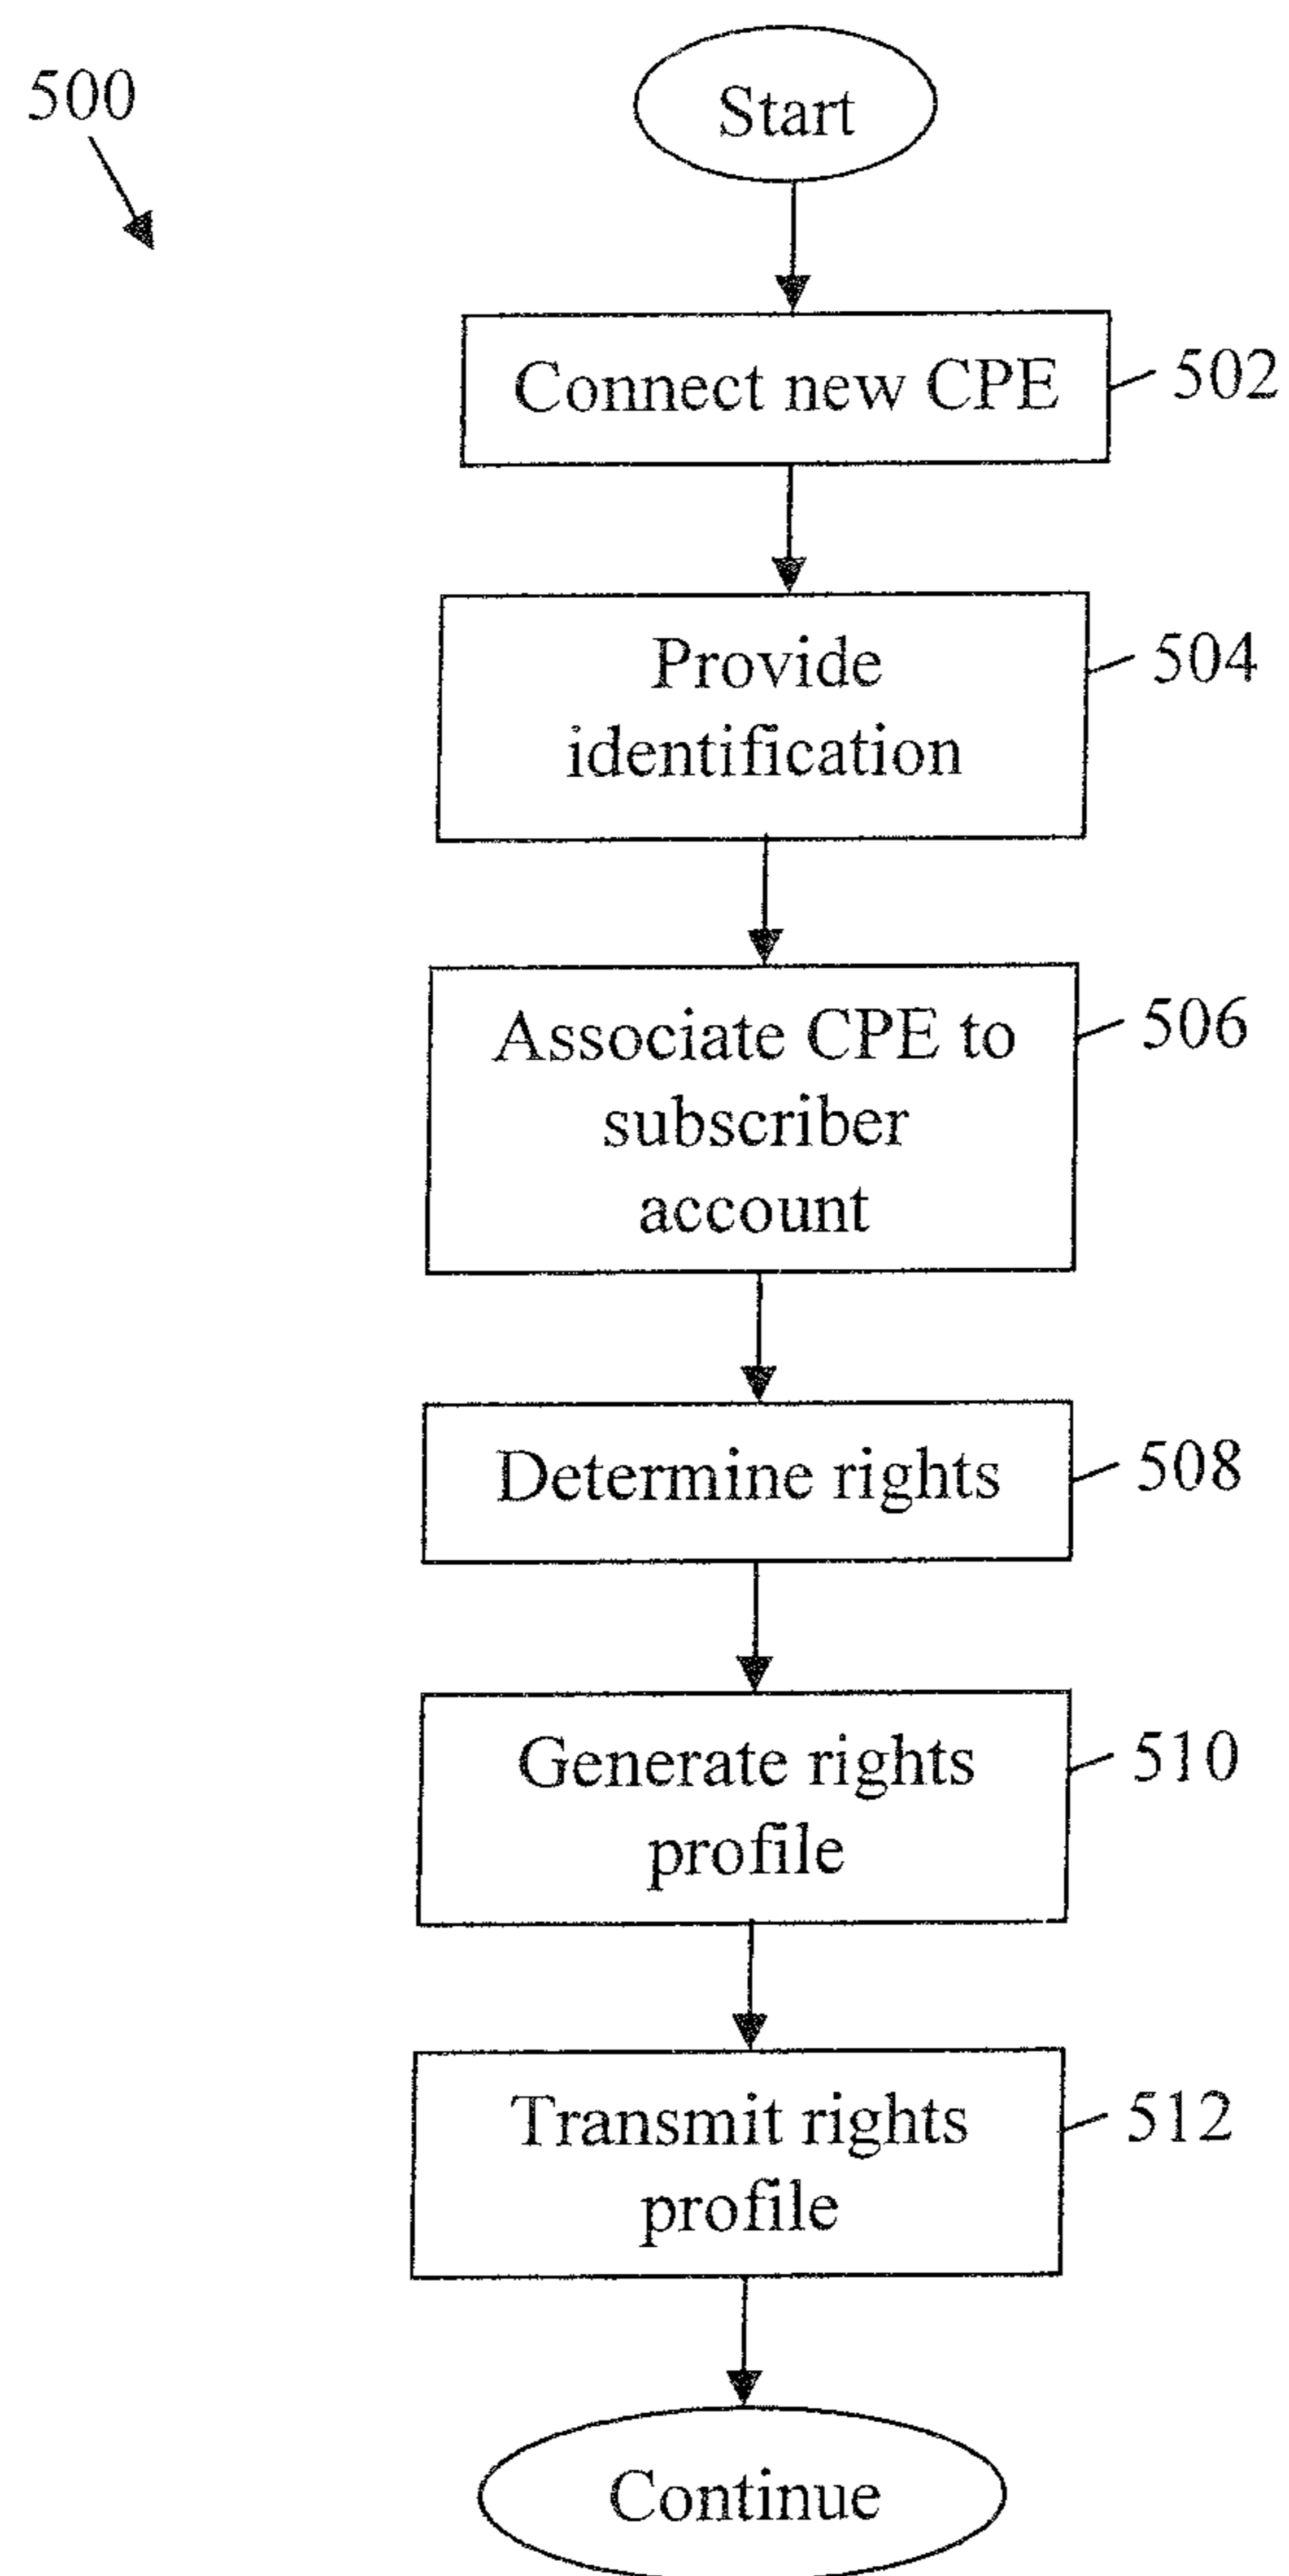 500
Start
Connect new CPE
502
Provide
identification
504
Associate CPE to
subscriber
account
506
Determine rights
508
Generate rights
profile
510
Transmit rights
profile
512
Continue